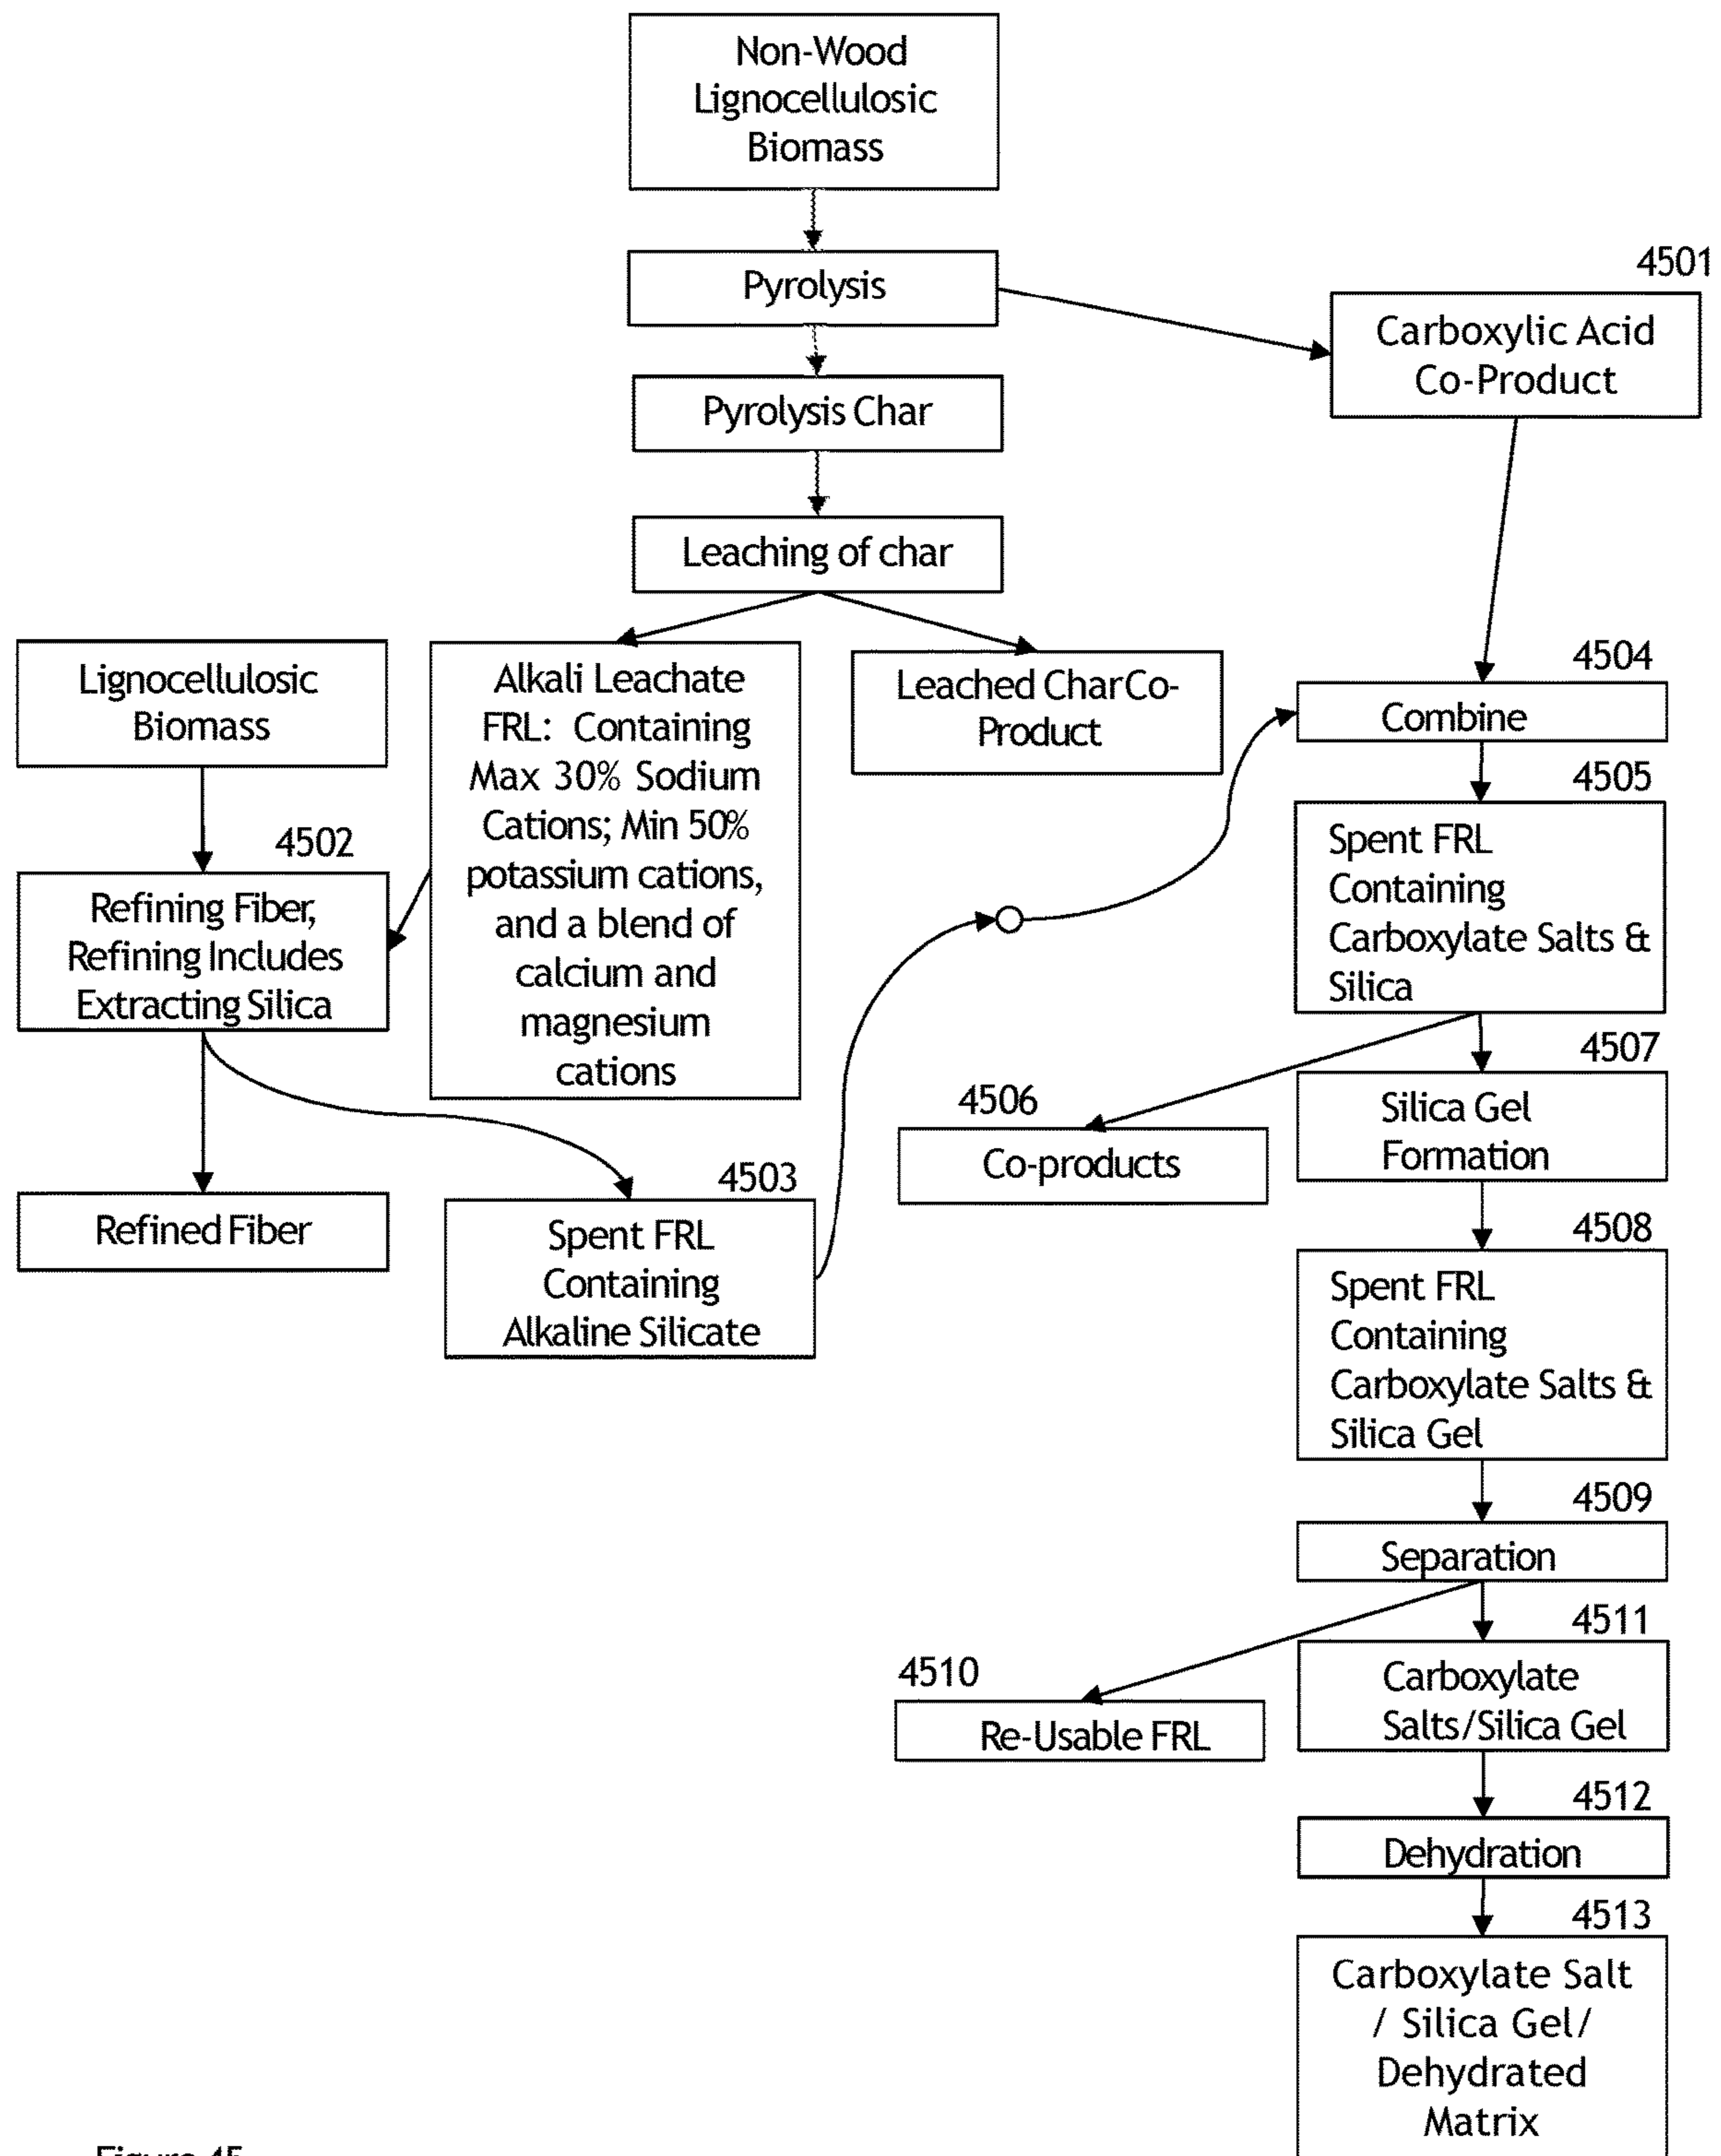 Non-Wood
Lignocellulosic
Biomass
Pyrolysis
4501
Carboxylic Acid
Co-Product
Pyrolysis Char
Leaching of char
Lignocellulosic
Biomass
Alkali Leachate
FRL: Containing
Max 30% Sodium
Cations; Min 50%
potassium cations,
and a blend of
calcium and
magnesium
cations
Leached Char Co-
Product
4504
Combine
4505
Spent FRL
Containing
Carboxylate Salts &
Silica
4502
Refining Fiber,
Refining Includes
Extracting Silica
4507
Silica Gel
Formation
4506
Co-products
4503
Spent FRL
Containing
Alkaline Silicate
Refined Fiber
4508
Spent FRL
Containing
Carboxylate Salts &
Silica Gel
4509
Separation
4511
Carboxylate
Salts/Silica Gel
4510
Re-Usable FRL
4512
Dehydration
4513
Carboxylate Salt
/ Silica Gel/
Dehydrated
Matrix
Figure 45